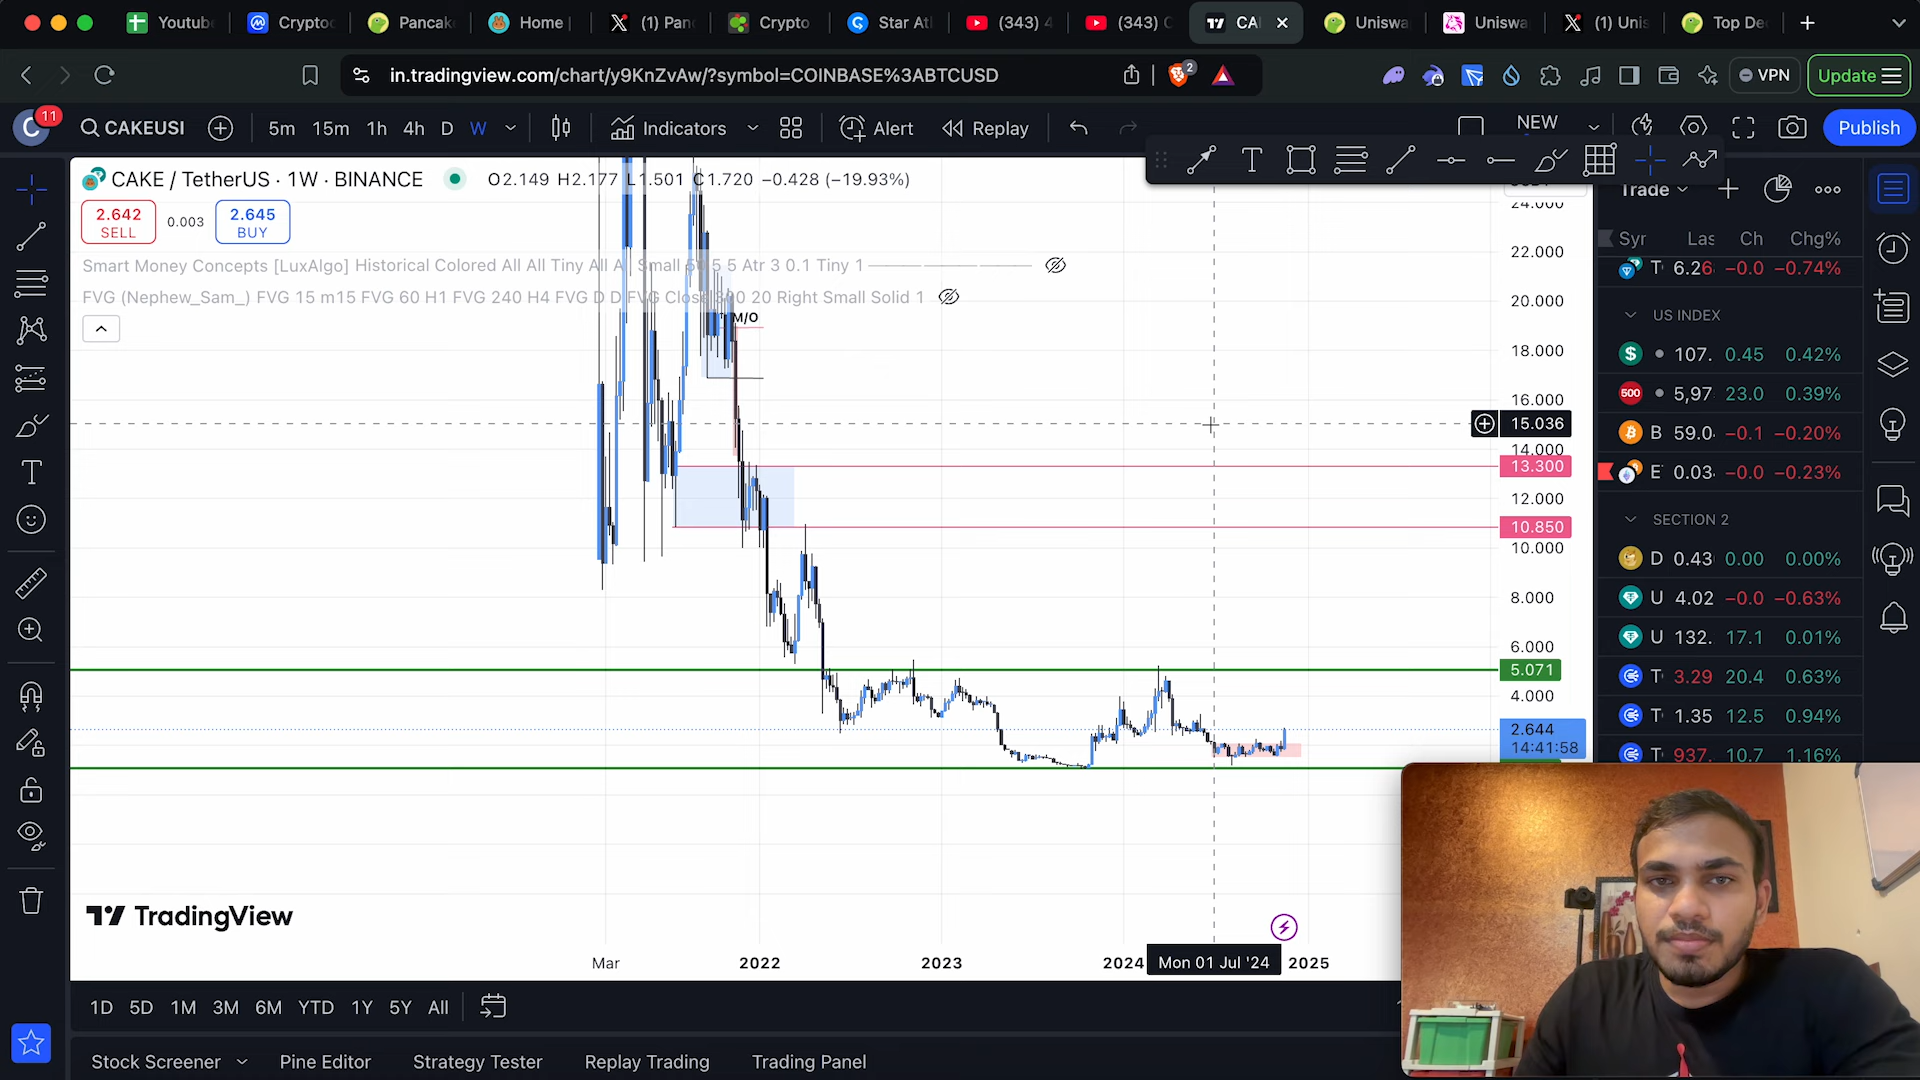 Youtub
Cryptoc
Pancak
Home
(1) Pan
Crypto
Star Atl
(343) 4
(343) C
CA
Uniswa
Uniswa
(1) Unis
Top De
in.tradingview.com/chart/y9KnZvAw/?symbol=COINBASE%3ABTCUSD
2
VPN
Update
C
11
CAKEUSI
5m 15m 1h 4h D W
Indicators
Alert
Replay
NEW
Publish
CAKE / TetherUS · 1W · BINANCE
O2.149 H2.177 L1.501 C1.720 −0.428 (−19.93%)
2.642
SELL
0.003
2.645
BUY
Smart Money Concepts [LuxAlgo] Historical Colored All All Tiny All A Small 50 5 5 Atr 3 0.1 Tiny 1
FVG (Nephew_Sam_) FVG 15 m15 FVG 60 H1 FVG 240 H4 FVG D D FVG Close 300 20 Right Small Solid 1
M/O
24.000
22.000
20.000
18.000
16.000
15.036
14.000
13.300
12.000
10.850
10.000
8.000
6.000
5.071
4.000
2.644
14:41:58
Mar 2022 2023 2024 Mon 01 Jul '24 2025
TradingView
Trade
Syr Las Ch Chg%
T 6.26 -0.0 −0.74%
US INDEX
107. 0.45 0.42%
500 5,97 23.0 0.39%
B 59.0 −0.1 −0.20%
E 0.03 −0.0 −0.23%
SECTION 2
D 0.43 0.00 0.00%
U 4.02 −0.0 −0.63%
U 132. 17.1 0.01%
T 3.29 20.4 0.63%
T 1.35 12.5 0.94%
T 937. 10.7 1.16%
1D 5D 1M 3M 6M YTD 1Y 5Y All
Stock Screener Pine Editor Strategy Tester Replay Trading Trading Panel